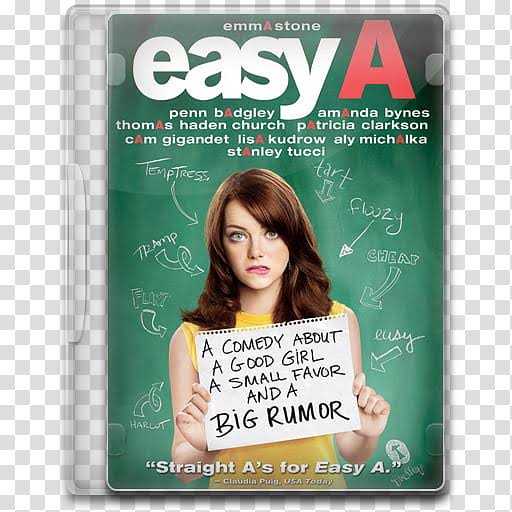 emmAstone
easy A
penn bAdgley amAnda bynes
thomAs haden church pAtricia clarkson
cAm gigandet lisA kudrow aly michAlka
stAnley tucci
TEMPTRESS
tart
floozy
TRAMP
CHEAP
FLIRT
easy
HARLOT
A COMEDY ABOUT
A GOOD GIRL
A SMALL FAVOR
AND A
BIG RUMOR
“Straight A's for Easy A.”
– Claudia Puig, USA Today